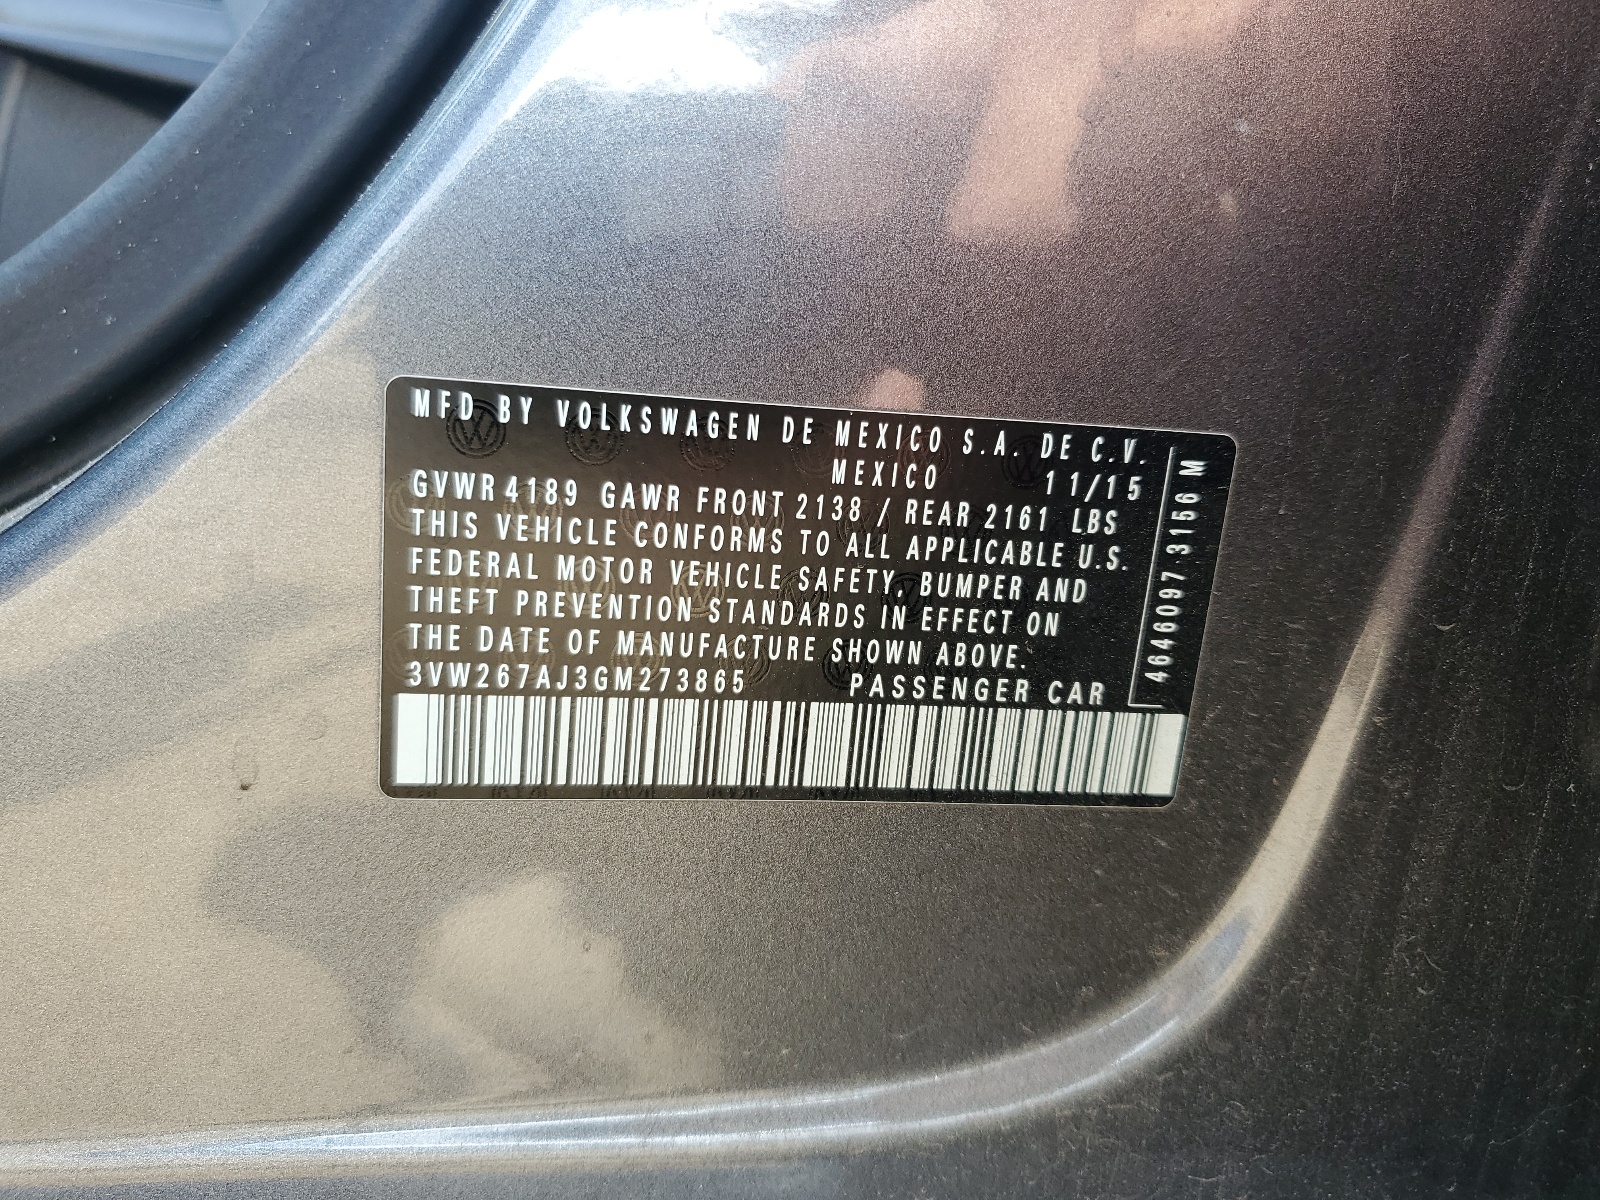 MFD BY VOLKSWAGEN DE MEXICO S.A. DE C.V.
MEXICO 11/15
GVWR 4189 GAWR FRONT 2138 / REAR 2161 LBS
THIS VEHICLE CONFORMS TO ALL APPLICABLE U.S.
FEDERAL MOTOR VEHICLE SAFETY, BUMPER AND
THEFT PREVENTION STANDARDS IN EFFECT ON
THE DATE OF MANUFACTURE SHOWN ABOVE.
3VW267AJ3GM273865 PASSENGER CAR
4646097 3156 M